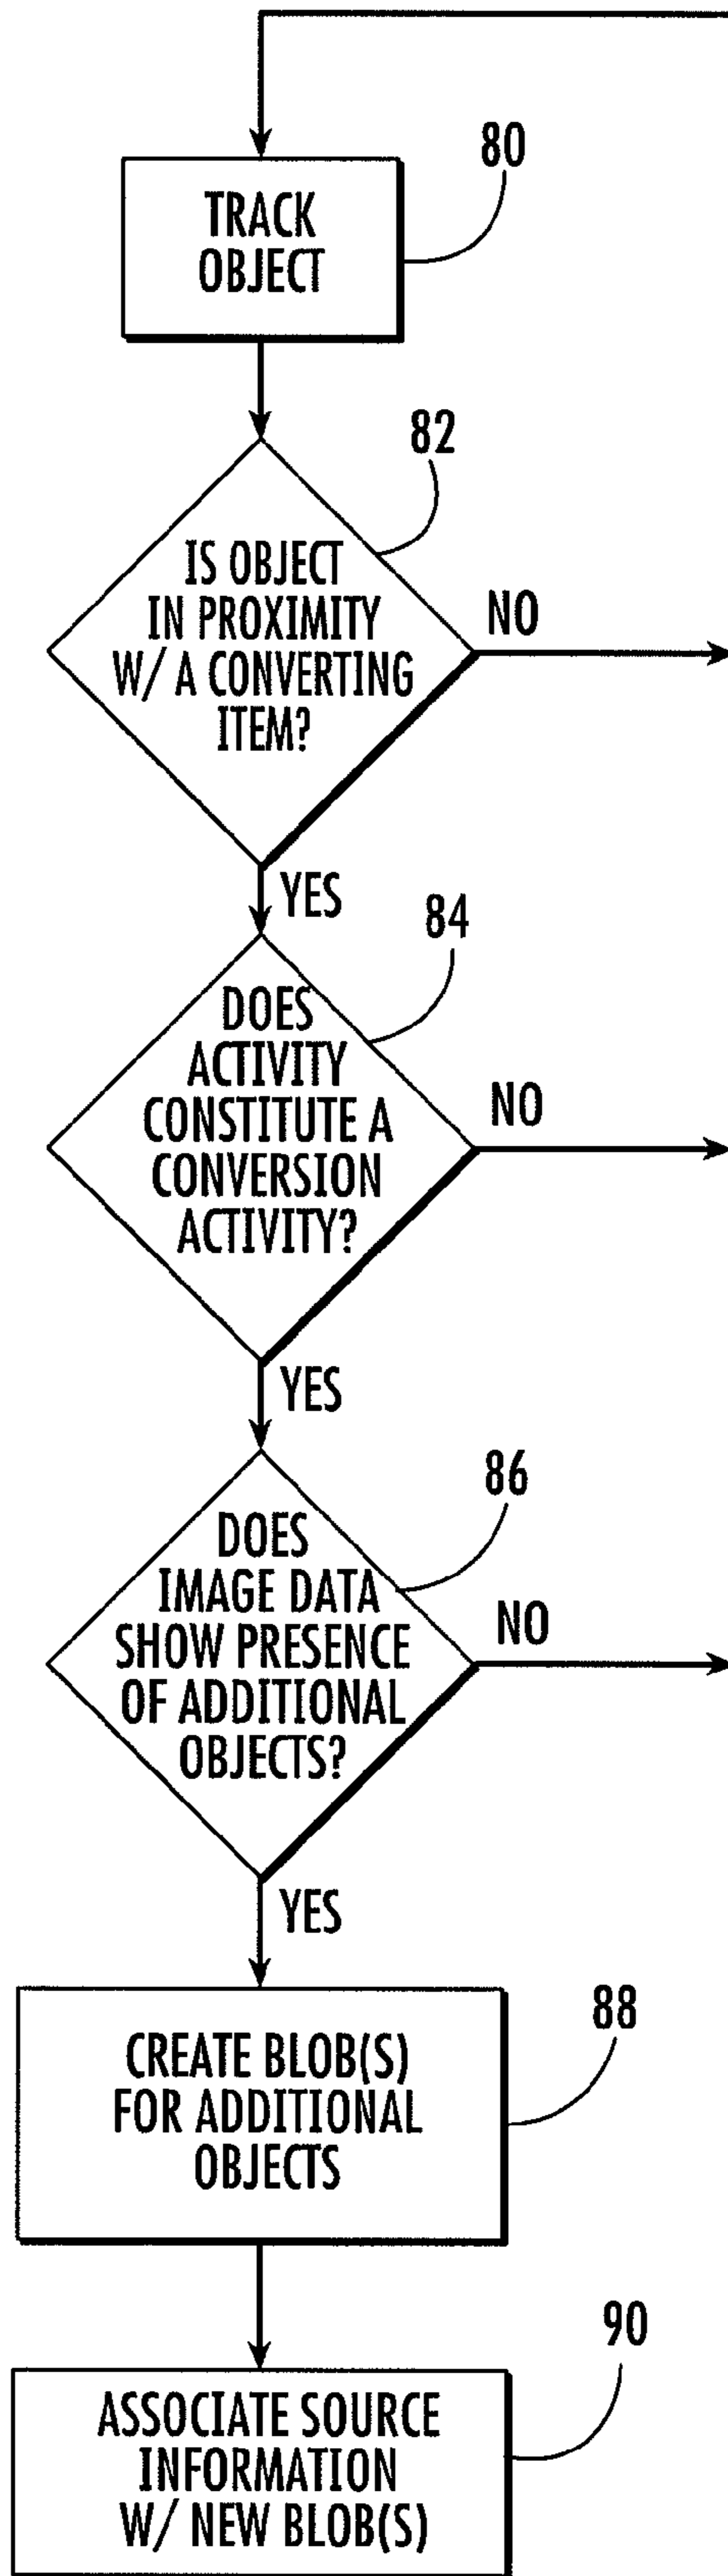 80
TRACK
OBJECT
82
IS OBJECT
IN PROXIMITY
W/ A CONVERTING
ITEM?
NO
YES
84
DOES
ACTIVITY
CONSTITUTE A
CONVERSION
ACTIVITY?
NO
YES
86
DOES
IMAGE DATA
SHOW PRESENCE
OF ADDITIONAL
OBJECTS?
NO
YES
88
CREATE BLOB(S)
FOR ADDITIONAL
OBJECTS
90
ASSOCIATE SOURCE
INFORMATION
W/ NEW BLOB(S)